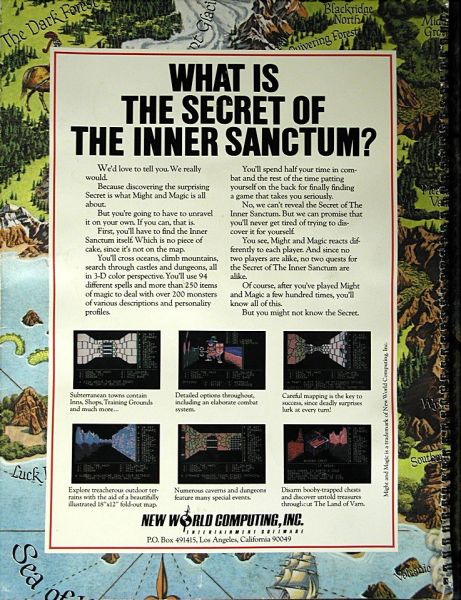 The Dark Forest
Glaci
Blackridge
North
Quivering Forest
WHAT IS
THE SECRET OF
THE INNER SANCTUM?
We'd love to tell you. We really
would.
Because discovering the surprising
Secret is what Might and Magic is all
about.
But you're going to have to unravel
it on your own. If you can, that is.
First, you'll have to find the Inner
Sanctum itself. Which is no piece of
cake, since it's not on the map.
You'll cross oceans, climb mountains,
search through castles and dungeons, all
in 3-D color perspective. You'll use 94
different spells and more than 250 items
of magic to deal with over 200 monsters
of various descriptions and personality
profiles.
You'll spend half your time in com-
bat and the rest of the time patting
yourself on the back for finally finding
a game that takes you seriously.
No, we can't reveal the Secret of The
Inner Sanctum. But we can promise that
you'll never get tired of trying to dis-
cover it for yourself.
You see, Might and Magic reacts dif-
ferently to each player. And since no
two players are alike, no two quests for
the Secret of The Inner Sanctum are
alike.
Of course, after you've played Might
and Magic a few hundred times, you'll
know all of this.
But you might not know the Secret.
Subterranean towns contain
Inns, Shops, Training Grounds
and much more...
Detailed options throughout,
including an elaborate combat
system.
Careful mapping is the key to
success, since deadly surprises
lurk at every turn!
Explore treacherous outdoor ter-
rains with the aid of a beautifully
illustrated 18"x12" fold-out map.
Numerous caverns and dungeons
feature many special events.
Disarm booby-trapped chests
and discover untold treasures
throughout The Land of Varn.
Might and Magic is a trademark of New World Computing, Inc.
NEW WORLD COMPUTING, INC.
ENTERTAINMENT SOFTWARE
P.O. Box 491415, Los Angeles, California 90049
Luck
Sea of
Volcanic